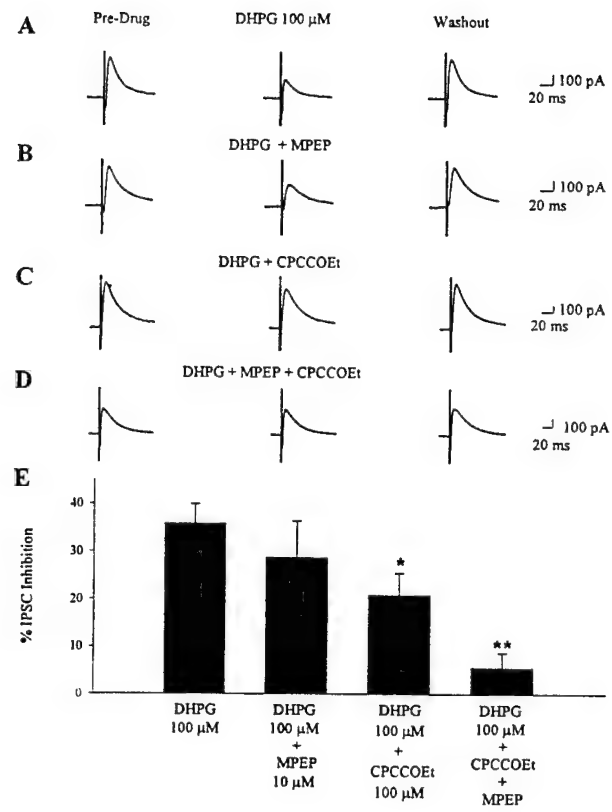 A
Pre-Drug
DHPG 100 µM
Washout
100 pA
20 ms
B
DHPG + MPEP
100 pA
20 ms
C
DHPG + CPCCOEt
100 pA
20 ms
D
DHPG + MPEP + CPCCOEt
100 pA
20 ms
E
% IPSC Inhibition
40
30
20
10
0
*
**
DHPG
100 µM
DHPG
100 µM
+
MPEP
10 µM
DHPG
100 µM
+
CPCCOEt
100 µM
DHPG
100 µM
+
CPCCOEt
+
MPEP